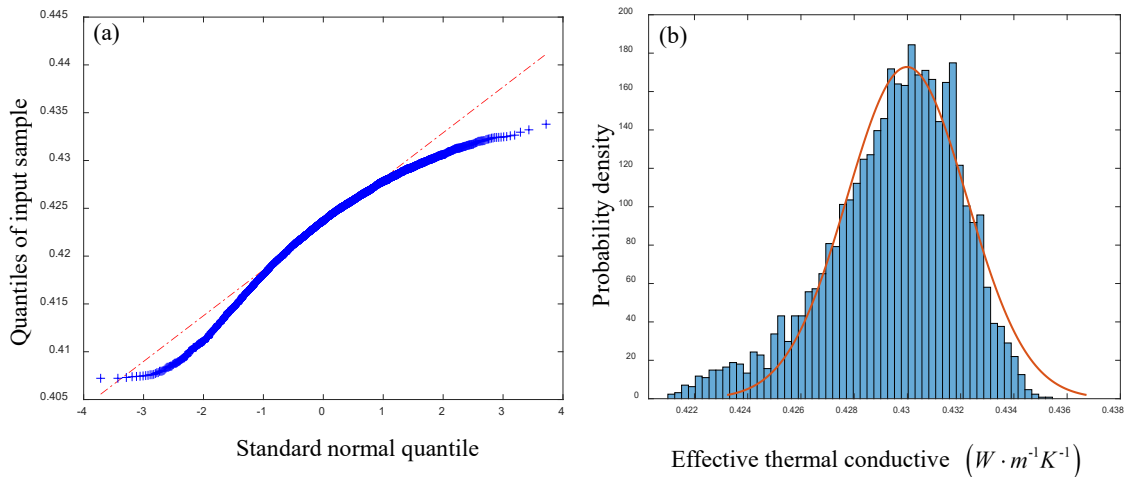 (a)
Quantiles of input sample
0.445
0.44
0.435
0.43
0.425
0.42
0.415
0.41
0.405
-4 -3 -2 -1 0 1 2 3 4
Standard normal quantile
(b)
Probability density
200
180
160
140
120
100
80
60
40
20
0
0.422 0.424 0.426 0.428 0.43 0.432 0.434 0.436 0.438
Effective thermal conductive (W · m⁻¹K⁻¹)